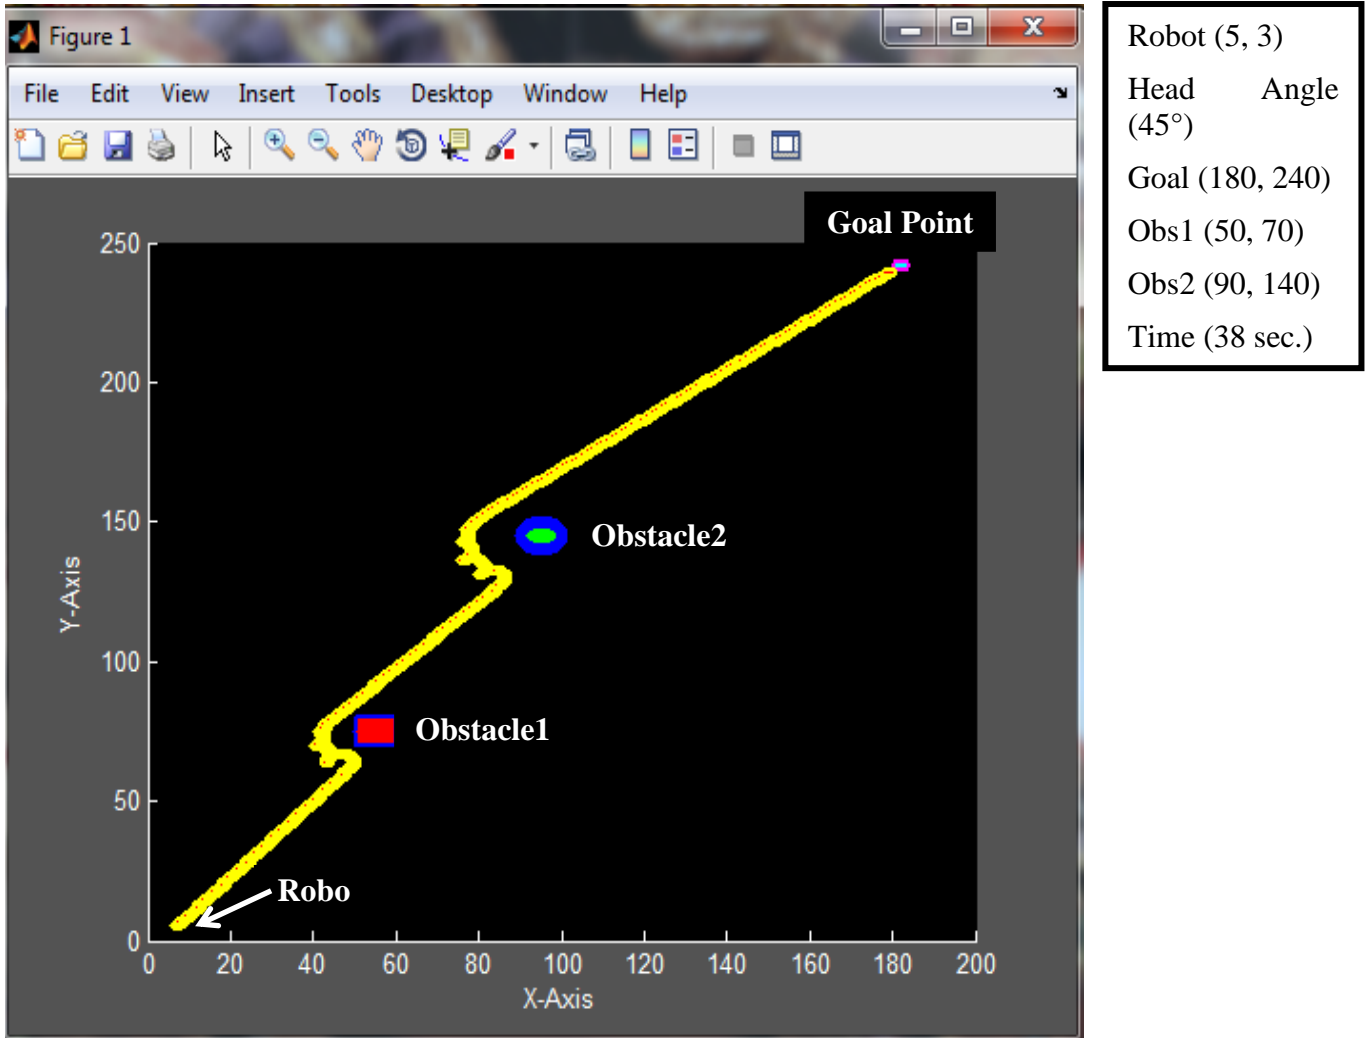 Figure 1
File Edit View Insert Tools Desktop Window Help
Goal Point
250
200
150
100
50
0
Y-Axis
Obstacle2
Obstacle1
Robo
0 20 40 60 80 100 120 140 160 180 200
X-Axis
Robot (5, 3)
Head Angle
(45°)
Goal (180, 240)
Obs1 (50, 70)
Obs2 (90, 140)
Time (38 sec.)